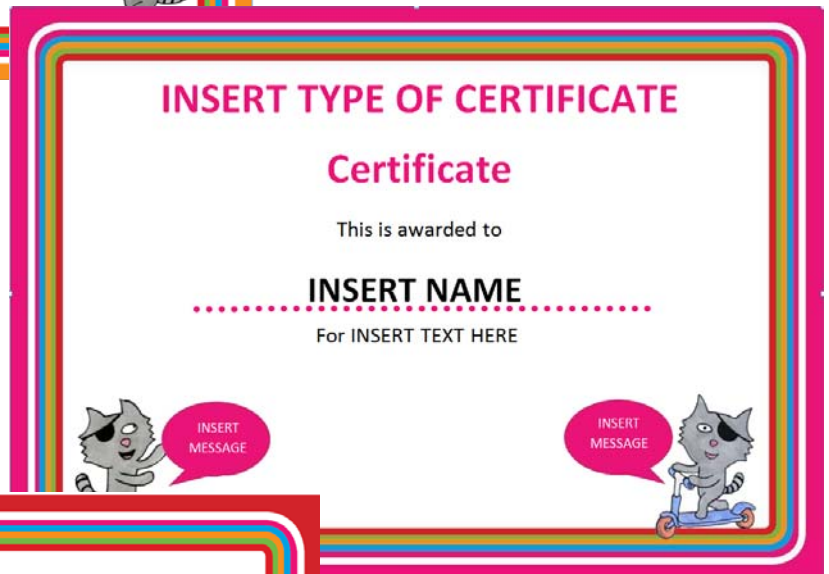 INSERT TYPE OF CERTIFICATE
Certificate
This is awarded to
INSERT NAME
For INSERT TEXT HERE
INSERT
MESSAGE
INSERT
MESSAGE